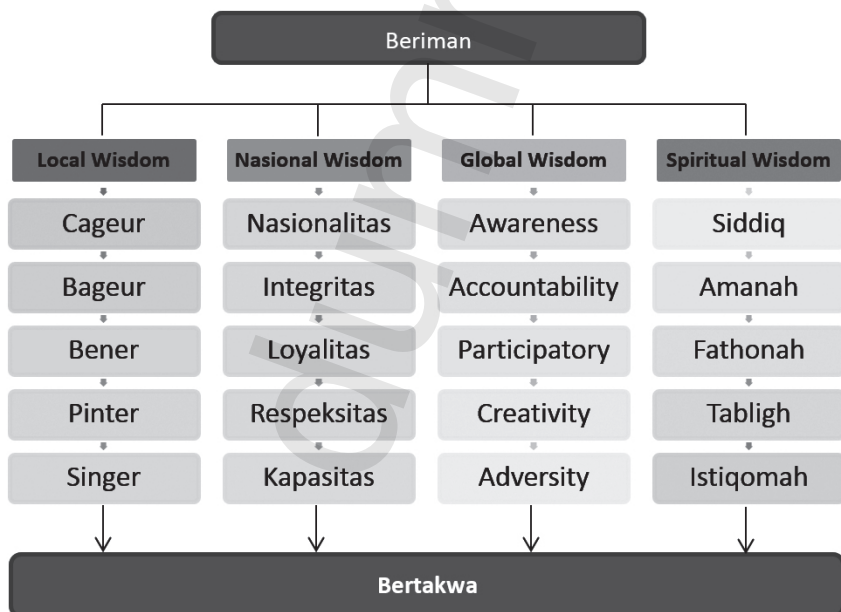 Beriman
Local Wisdom
Nasional Wisdom
Global Wisdom
Spiritual Wisdom
Cageur
Nasionalitas
Awareness
Siddiq
Bageur
Integritas
Accountability
Amanah
Bener
Loyalitas
Participatory
Fathonah
Pinter
Respeksitas
Creativity
Tabligh
Singer
Kapasitas
Adversity
Istiqomah
Bertakwa